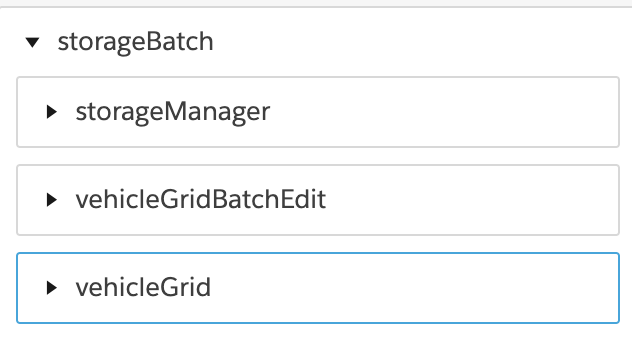 storageBatch
storageManager
vehicleGridBatchEdit
vehicleGrid